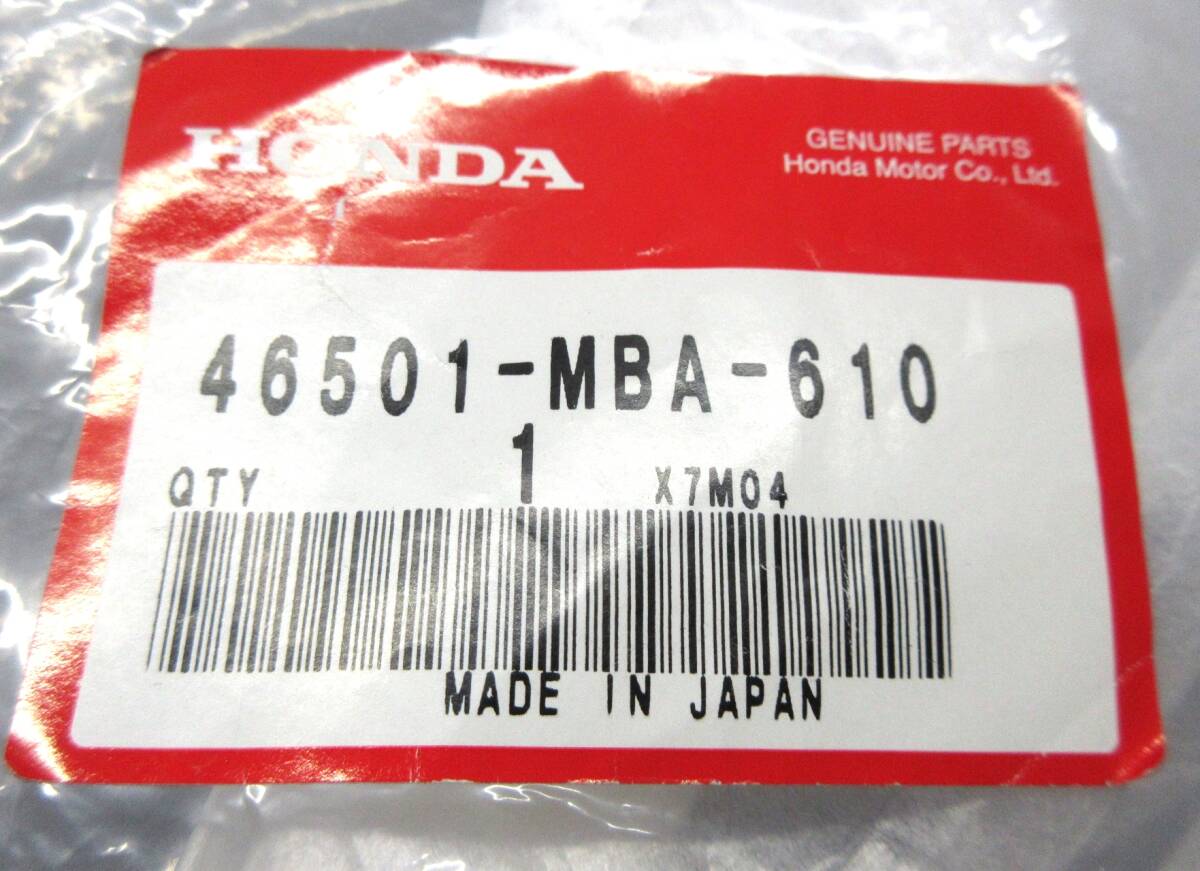 HONDA
GENUINE PARTS
Honda Motor Co., Ltd.
46501-MBA-610
QTY 1 X7M04
MADE IN JAPAN